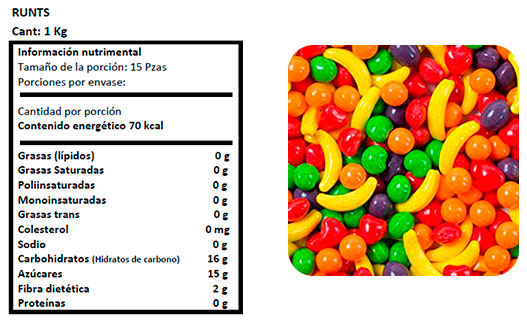 RUNTS
Cant: 1 Kg
Información nutrimental
Tamaño de la porción: 15 Pzas
Porciones por envase:
Cantidad por porción
Contenido energético 70 kcal
Grasas (lípidos) 0 g
Grasas Saturadas 0 g
Poliinsaturadas 0 g
Monoinsaturadas 0 g
Grasas trans 0 g
Colesterol 0 mg
Sodio 0 g
Carbohidratos (Hidratos de carbono) 16 g
Azúcares 15 g
Fibra dietética 2 g
Proteínas 0 g